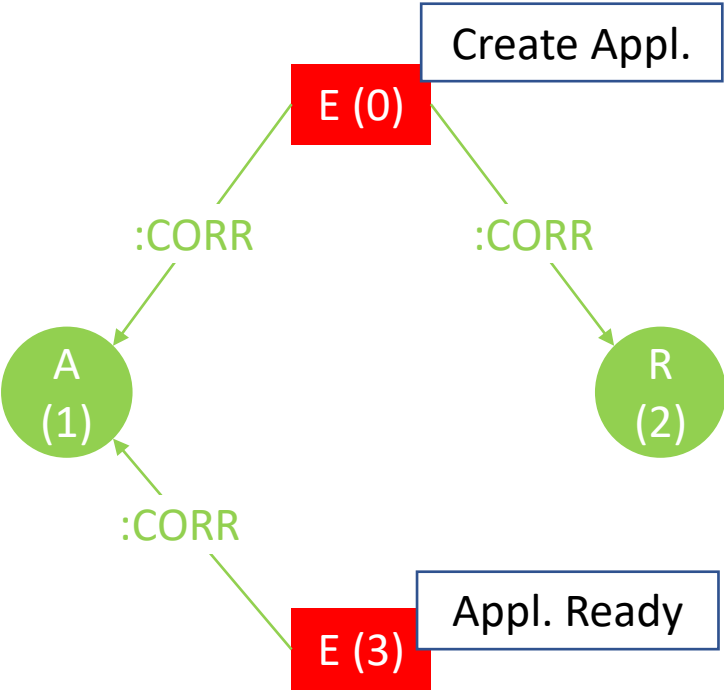 Create Appl.
E (0)
:CORR
:CORR
A
(1)
R
(2)
:CORR
Appl. Ready
E (3)